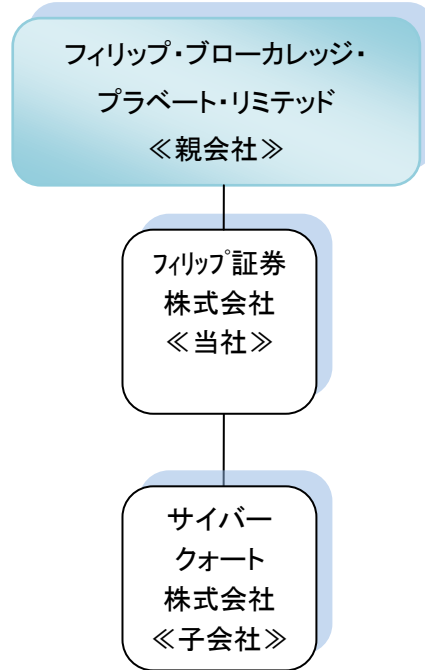 フィリップ・ブローカレッジ・
プラベート・リミテッド
≪親会社≫
フィリップ証券
株式会社
≪当社≫
サイバー
クォート
株式会社
≪子会社≫